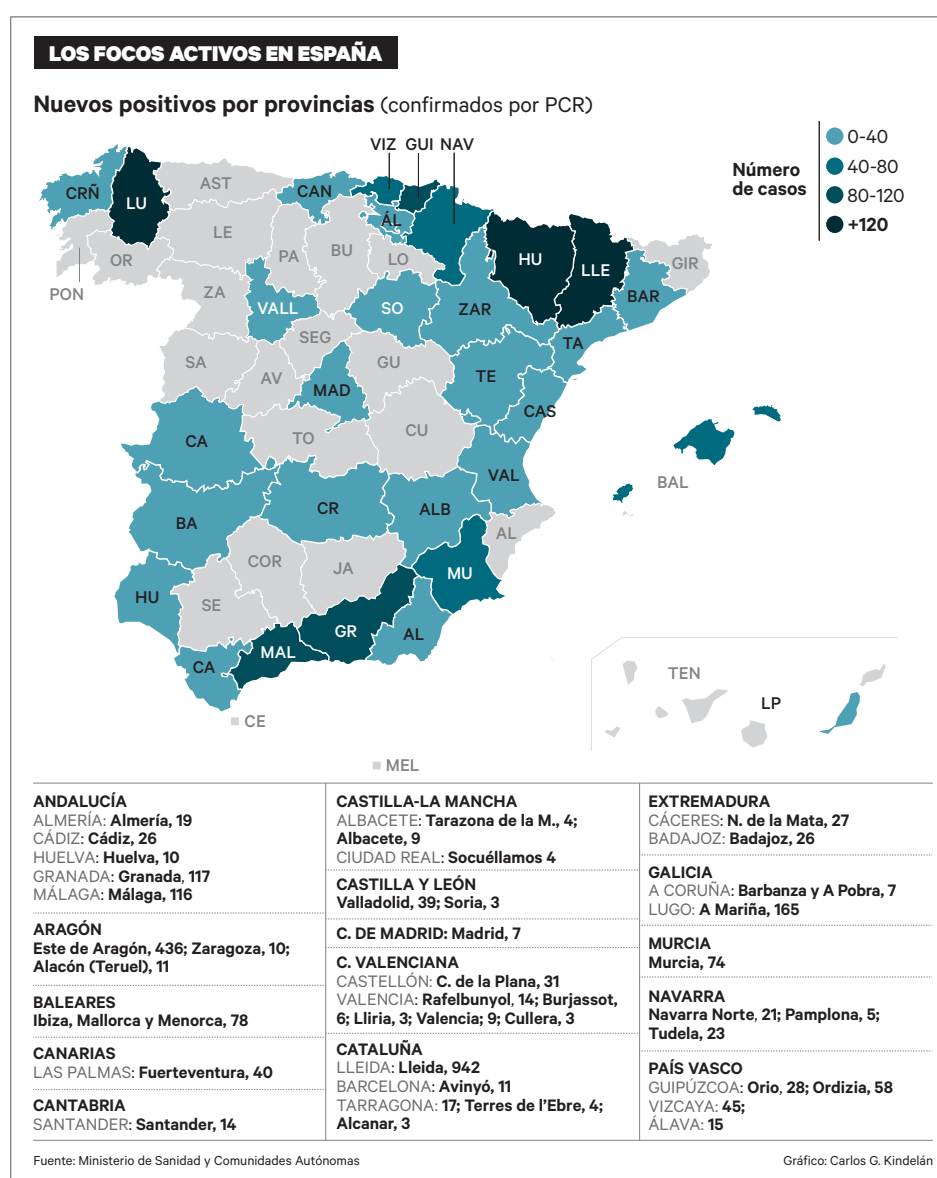 LOS FOCOS ACTIVOS EN ESPAÑA
Nuevos positivos por provincias (confirmados por PCR)
Número
de casos
0-40
40-80
80-120
+120
VIZ GUI NAV
CRÑ
LU
AST
CAN
ÁL
LE
PA
BU
LO
HU
LLE
GIR
OR
PON
ZA
VALL
SO
ZAR
BAR
SEG
TA
SA
AV
MAD
GU
TE
CAS
CA
TO
CU
VAL
BAL
BA
CR
ALB
AL
COR
JA
MU
HU
SE
GR
AL
MAL
CA
CE
MEL
TEN
LP
ANDALUCÍA
ALMERÍA: Almería, 19
CÁDIZ: Cádiz, 26
HUELVA: Huelva, 10
GRANADA: Granada, 117
MÁLAGA: Málaga, 116
ARAGÓN
Este de Aragón, 436; Zaragoza, 10;
Alacón (Teruel), 11
BALEARES
Ibiza, Mallorca y Menorca, 78
CANARIAS
LAS PALMAS: Fuerteventura, 40
CANTABRIA
SANTANDER: Santander, 14
CASTILLA-LA MANCHA
ALBACETE: Tarazona de la M., 4;
Albacete, 9
CIUDAD REAL: Socuéllamos 4
CASTILLA Y LEÓN
Valladolid, 39; Soria, 3
C. DE MADRID: Madrid, 7
C. VALENCIANA
CASTELLÓN: C. de la Plana, 31
VALENCIA: Rafelbunyol, 14; Burjassot,
6; Lliria, 3; Valencia; 9; Cullera, 3
CATALUÑA
LLEIDA: Lleida, 942
BARCELONA: Avinyó, 11
TARRAGONA: 17; Terres de l'Ebre, 4;
Alcanar, 3
EXTREMADURA
CÁCERES: N. de la Mata, 27
BADAJOZ: Badajoz, 26
GALICIA
A CORUÑA: Barbanza y A Pobra, 7
LUGO: A Mariña, 165
MURCIA
Murcia, 74
NAVARRA
Navarra Norte, 21; Pamplona, 5;
Tudela, 23
PAÍS VASCO
GUIPÚZCOA: Orio, 28; Ordizia, 58
VIZCAYA: 45;
ÁLAVA: 15
Fuente: Ministerio de Sanidad y Comunidades Autónomas
Gráfico: Carlos G. Kindelán